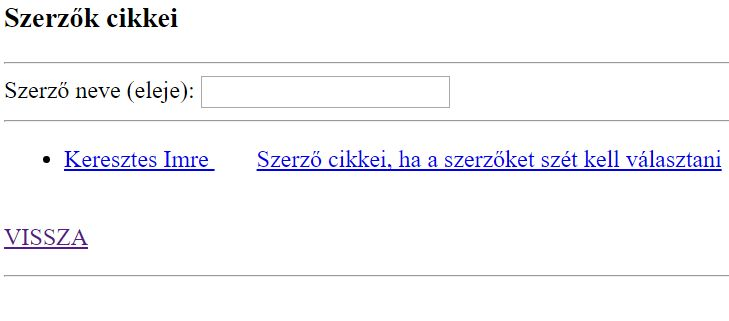 Szerzők cikkei
Szerző neve (eleje):
Keresztes Imre Szerző cikkei, ha a szerzőket szét kell választani
VISSZA